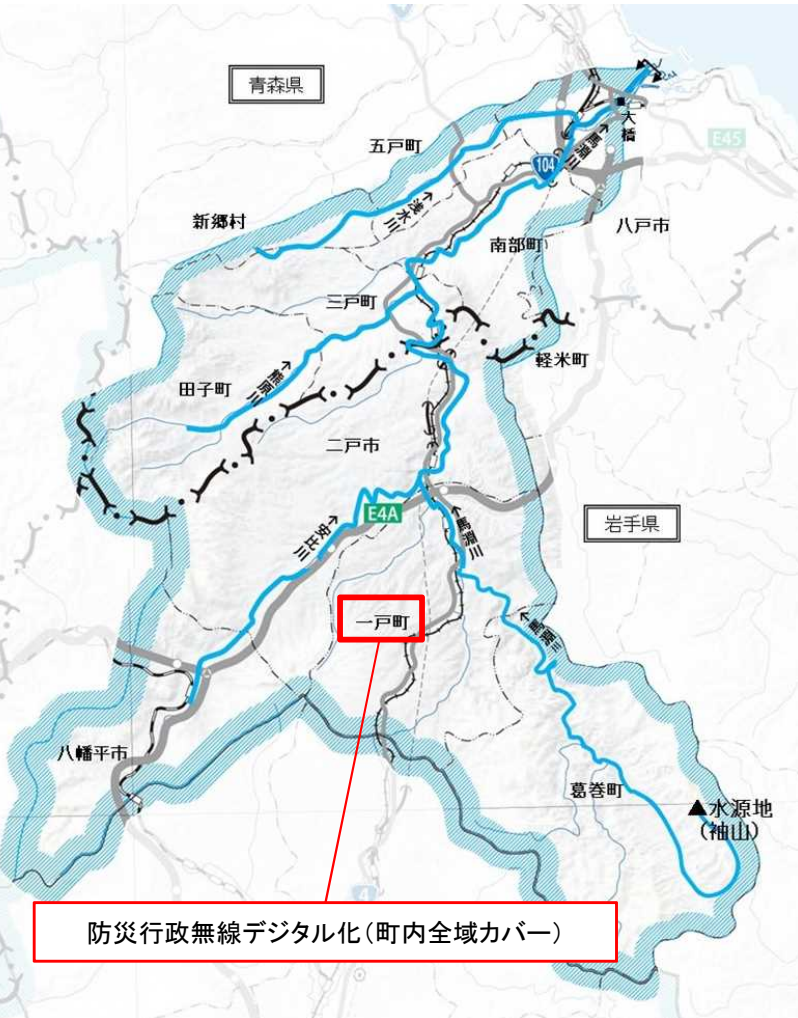 青森県
五戸町
大橋
E45
↑馬淵川
104
↑浅水川
新郷村
八戸市
南部町
三戸町
軽米町
↑熊原川
田子町
二戸市
E4A
↑安比川
↑馬淵川
岩手県
一戸町
↑馬淵川
八幡平市
葛巻町
▲水源地
(袖山)
4
防災行政無線デジタル化(町内全域カバー)